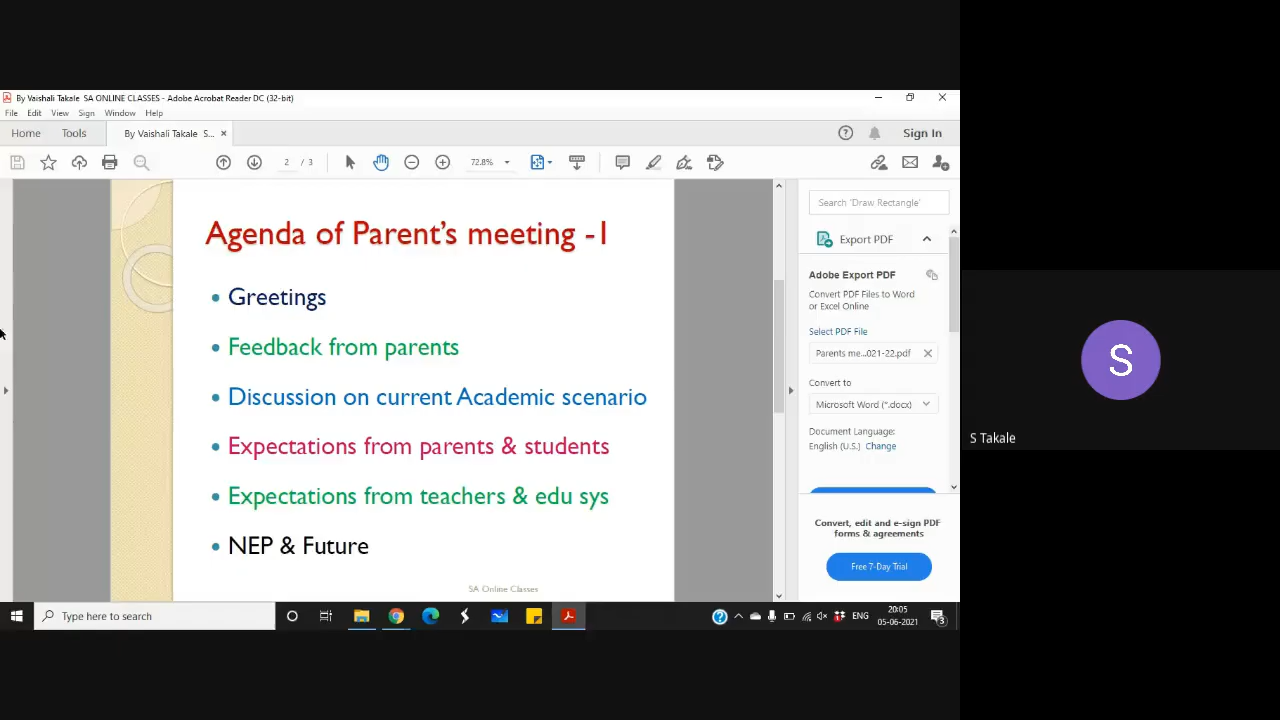 By Vaishali Takale SA ONLINE CLASSES - Adobe Acrobat Reader DC (32-bit)
File Edit View Sign Window Help
Home Tools By Vaishali Takale S... × Sign In
2 / 3 72.8%
Search 'Draw Rectangle'
Export PDF
Adobe Export PDF
Convert PDF Files to Word
or Excel Online
Select PDF File
Parents me...021-22.pdf
Convert to
Microsoft Word (*.docx)
Document Language:
English (U.S.) Change
Convert, edit and e-sign PDF
forms & agreements
Free 7-Day Trial
Agenda of Parent's meeting -1
• Greetings
• Feedback from parents
• Discussion on current Academic scenario
• Expectations from parents & students
• Expectations from teachers & edu sys
• NEP & Future
SA Online Classes
S
S Takale
Type here to search
ENG
20:05
05-06-2021
3